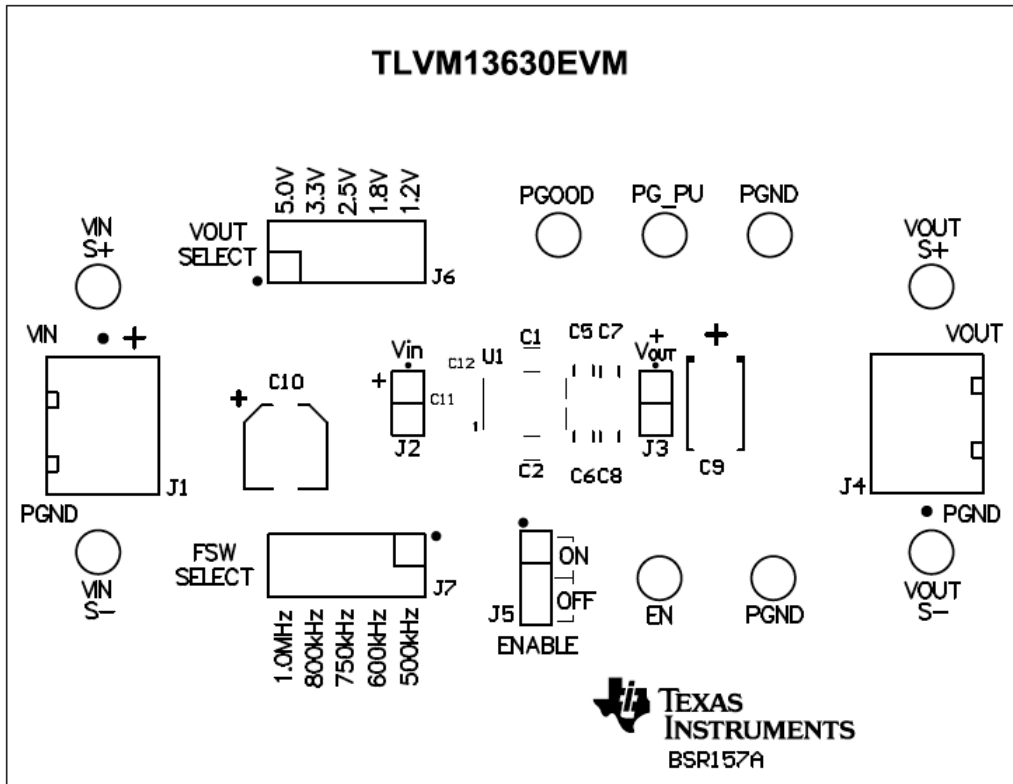 TLVM13630EVM
5.0V
3.3V
2.5V
1.8V
1.2V
VOUT
SELECT
J6
PGOOD
PG_PU
PGND
VIN
S+
VOUT
S+
VIN
+
J1
PGND
VIN
S-
+
C10
Vin
+
J2
C11
C12
U1
1
C1
C2
C5 C7
C6 C8
+
VOUT
J3
+
C9
VOUT
J4
PGND
VOUT
S-
FSW
SELECT
J7
1.0MHz
800kHz
750kHz
600kHz
500kHz
ON
OFF
J5
ENABLE
EN
PGND
TEXAS
INSTRUMENTS
BSR157A